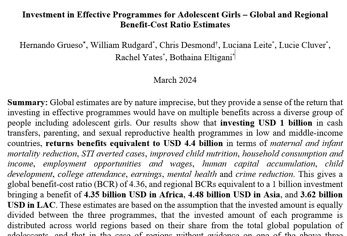 Investment in Effective Programmes for Adolescent Girls – Global and Regional
Benefit-Cost Ratio Estimates
Hernando Grueso*, William Rudgard*, Chris Desmond†, Luciana Leite*, Lucie Cluver*,
Rachel Yates*, Bothaina Eltigani*
March 2024
Summary: Global estimates are by nature imprecise, but they provide a sense of the return that
investing in effective programmes would have on multiple benefits across a diverse group of
people including adolescent girls. Our results show that investing USD 1 billion in cash
transfers, parenting, and sexual reproductive health programmes in low and middle-income
countries, returns benefits equivalent to USD 4.4 billion in terms of maternal and infant
mortality reduction, STI averted cases, improved child nutrition, household consumption and
income, employment opportunities and wages, human capital accumulation, child
development, college attendance, earnings, mental health and crime reduction. This gives a
global benefit-cost ratio (BCR) of 4.36, and regional BCRs equivalent to a 1 billion investment
bringing a benefit of 4.35 billion USD in Africa, 4.48 billion USD in Asia, and 3.62 billion
USD in LAC. These estimates are based on the assumption that the invested amount is equally
divided between the three programmes, that the invested amount of each programme is
distributed across world regions based on their share from the total global population of
adolescents, and that in the case of regions without evidence on one of the above three